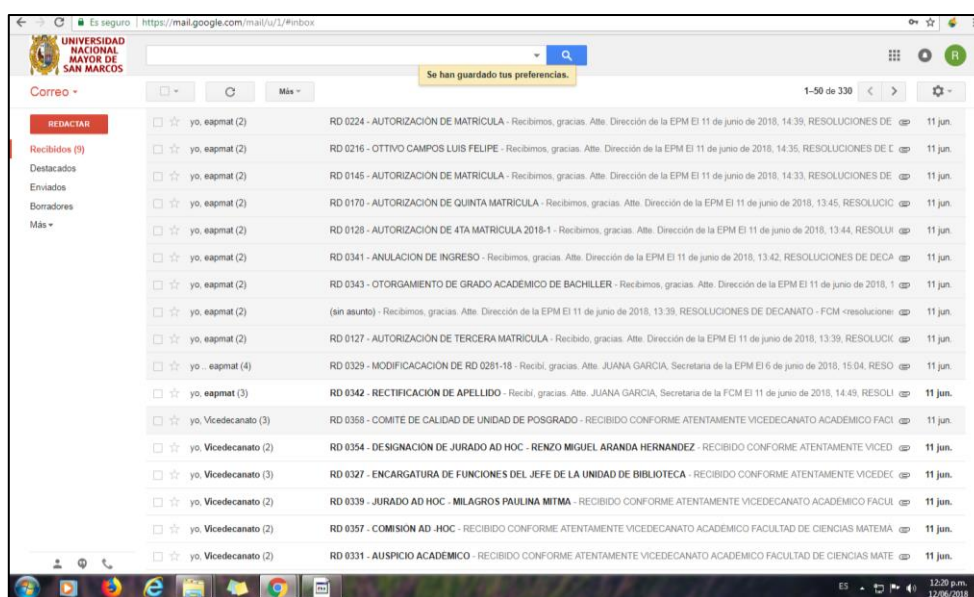 Es seguro https://mail.google.com/mail/u/1/#inbox
UNIVERSIDAD
NACIONAL
MAYOR DE
SAN MARCOS
Se han guardado tus preferencias.
R
Correo
Más
1–50 de 330
REDACTAR
Recibidos (9)
Destacados
Enviados
Borradores
Más
yo, eapmat (2) RD 0224 - AUTORIZACIÓN DE MATRÍCULA - Recibimos, gracias. Atte. Dirección de la EPM El 11 de junio de 2018, 14:39, RESOLUCIONES DE 11 jun.
yo, eapmat (2) RD 0216 - OTTIVO CAMPOS LUIS FELIPE - Recibimos, gracias. Atte. Dirección de la EPM El 11 de junio de 2018, 14:35, RESOLUCIONES DE 11 jun.
yo, eapmat (2) RD 0145 - AUTORIZACIÓN DE MATRÍCULA - Recibimos, gracias. Atte. Dirección de la EPM El 11 de junio de 2018, 14:33, RESOLUCIONES DE 11 jun.
yo, eapmat (2) RD 0170 - AUTORIZACIÓN DE QUINTA MATRÍCULA - Recibimos, gracias. Atte. Dirección de la EPM El 11 de junio de 2018, 13:45, RESOLUCIO 11 jun.
yo, eapmat (2) RD 0128 - AUTORIZACIÓN DE 4TA MATRÍCULA 2018-1 - Recibimos, gracias. Atte. Dirección de la EPM El 11 de junio de 2018, 13:44, RESOLU 11 jun.
yo, eapmat (2) RD 0341 - ANULACION DE INGRESO - Recibimos, gracias. Atte. Dirección de la EPM El 11 de junio de 2018, 13:42, RESOLUCIONES DE DECA 11 jun.
yo, eapmat (2) RD 0343 - OTORGAMIENTO DE GRADO ACADÉMICO DE BACHILLER - Recibimos, gracias. Atte. Dirección de la EPM El 11 de junio de 2018, 1 11 jun.
yo, eapmat (2) (sin asunto) - Recibimos, gracias. Atte. Dirección de la EPM El 11 de junio de 2018, 13:39, RESOLUCIONES DE DECANATO - FCM <resolucione 11 jun.
yo, eapmat (2) RD 0127 - AUTORIZACIÓN DE TERCERA MATRÍCULA - Recibido, gracias. Atte. Dirección de la EPM El 11 de junio de 2018, 13:39, RESOLUCI 11 jun.
yo .. eapmat (4) RD 0329 - MODIFICACACIÓN DE RD 0281-18 - Recibí, gracias. Atte. JUANA GARCIA, Secretaria de la EPM El 6 de junio de 2018, 15:04, RESO 11 jun.
yo, eapmat (3) RD 0342 - RECTIFICACIÓN DE APELLIDO - Recibí, gracias. Atte. JUANA GARCÍA, Secretaria de la FCM El 11 de junio de 2018, 14:49, RESOL 11 jun.
yo, Vicedecanato (3) RD 0358 - COMITÉ DE CALIDAD DE UNIDAD DE POSGRADO - RECIBIDO CONFORME ATENTAMENTE VICEDECANATO ACADÉMICO FACU 11 jun.
yo, Vicedecanato (2) RD 0354 - DESIGNACIÓN DE JURADO AD HOC - RENZO MIGUEL ARANDA HERNANDEZ - RECIBIDO CONFORME ATENTAMENTE VICED 11 jun.
yo, Vicedecanato (3) RD 0327 - ENCARGATURA DE FUNCIONES DEL JEFE DE LA UNIDAD DE BIBLIOTECA - RECIBIDO CONFORME ATENTAMENTE VICEDEC 11 jun.
yo, Vicedecanato (2) RD 0339 - JURADO AD HOC - MILAGROS PAULINA MITMA - RECIBIDO CONFORME ATENTAMENTE VICEDECANATO ACADÉMICO FACUL 11 jun.
yo, Vicedecanato (2) RD 0357 - COMISIÓN AD -HOC - RECIBIDO CONFORME ATENTAMENTE VICEDECANATO ACADÉMICO FACULTAD DE CIENCIAS MATEMA 11 jun.
yo, Vicedecanato (2) RD 0331 - AUSPICIO ACADÉMICO - RECIBIDO CONFORME ATENTAMENTE VICEDECANATO ACADÉMICO FACULTAD DE CIENCIAS MATE 11 jun.
ES 12:20 p.m.
12/06/2018